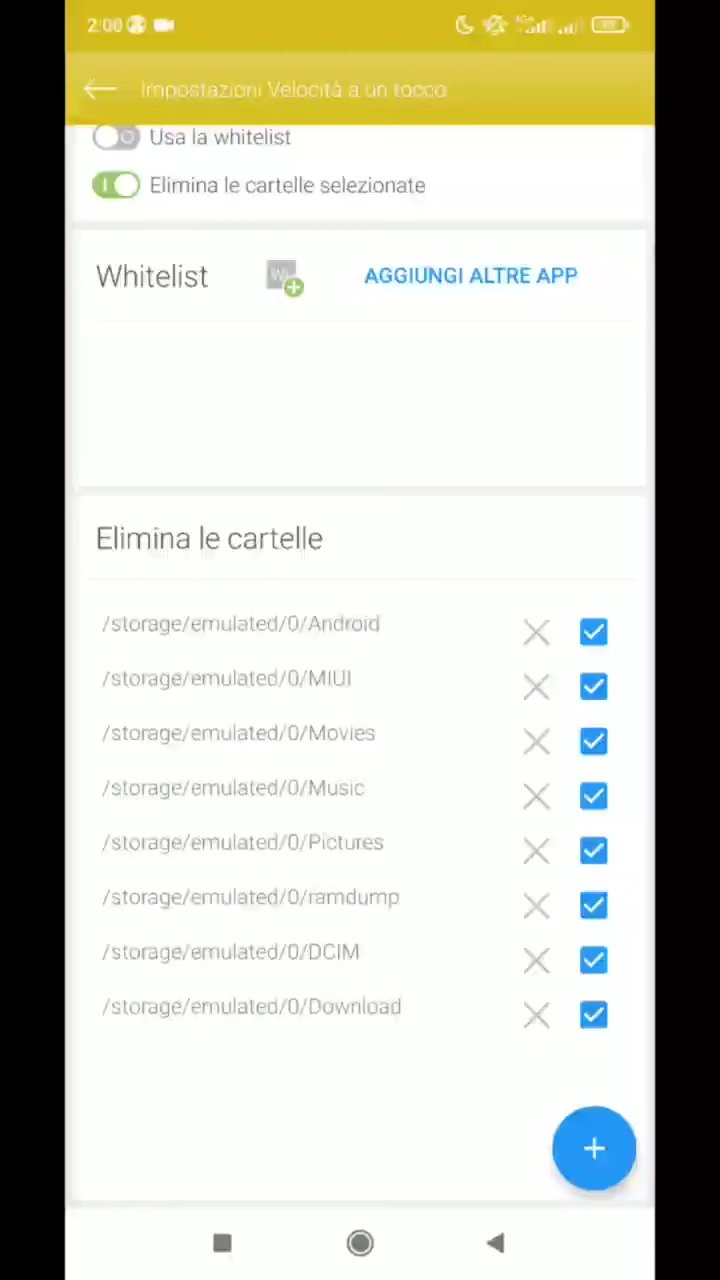 2:00
Impostazioni Velocità a un tocco
Usa la whitelist
Elimina le cartelle selezionate
Whitelist
AGGIUNGI ALTRE APP
Elimina le cartelle
/storage/emulated/0/Android
/storage/emulated/0/MIUI
/storage/emulated/0/Movies
/storage/emulated/0/Music
/storage/emulated/0/Pictures
/storage/emulated/0/ramdump
/storage/emulated/0/DCIM
/storage/emulated/0/Download